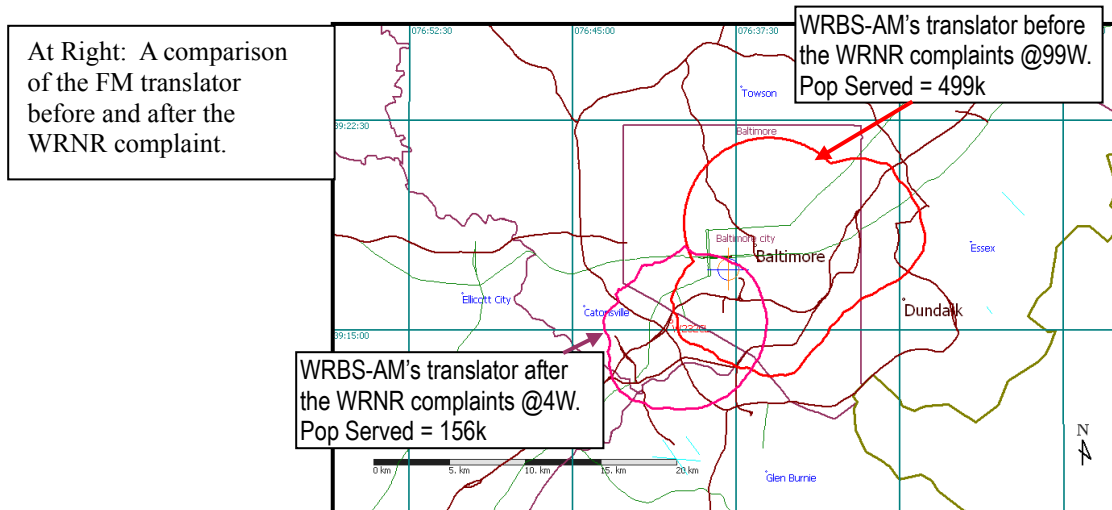 At Right:  A comparison
of the FM translator
before and after the
WRNR complaint.
WRBS-AM's translator before
the WRNR complaints @99W.
Pop Served = 499k
076:52:30
076:45:00
076:37:30
Towson
39:22:30
Baltimore
Baltimore city
Baltimore
Essex
Ellicott City
Catonsville
Dundalk
39:15:00
WRBS-AM's translator after
the WRNR complaints @4W.
Pop Served = 156k
N
0 km
5. km
10. km
15. km
20 km
Glen Burnie